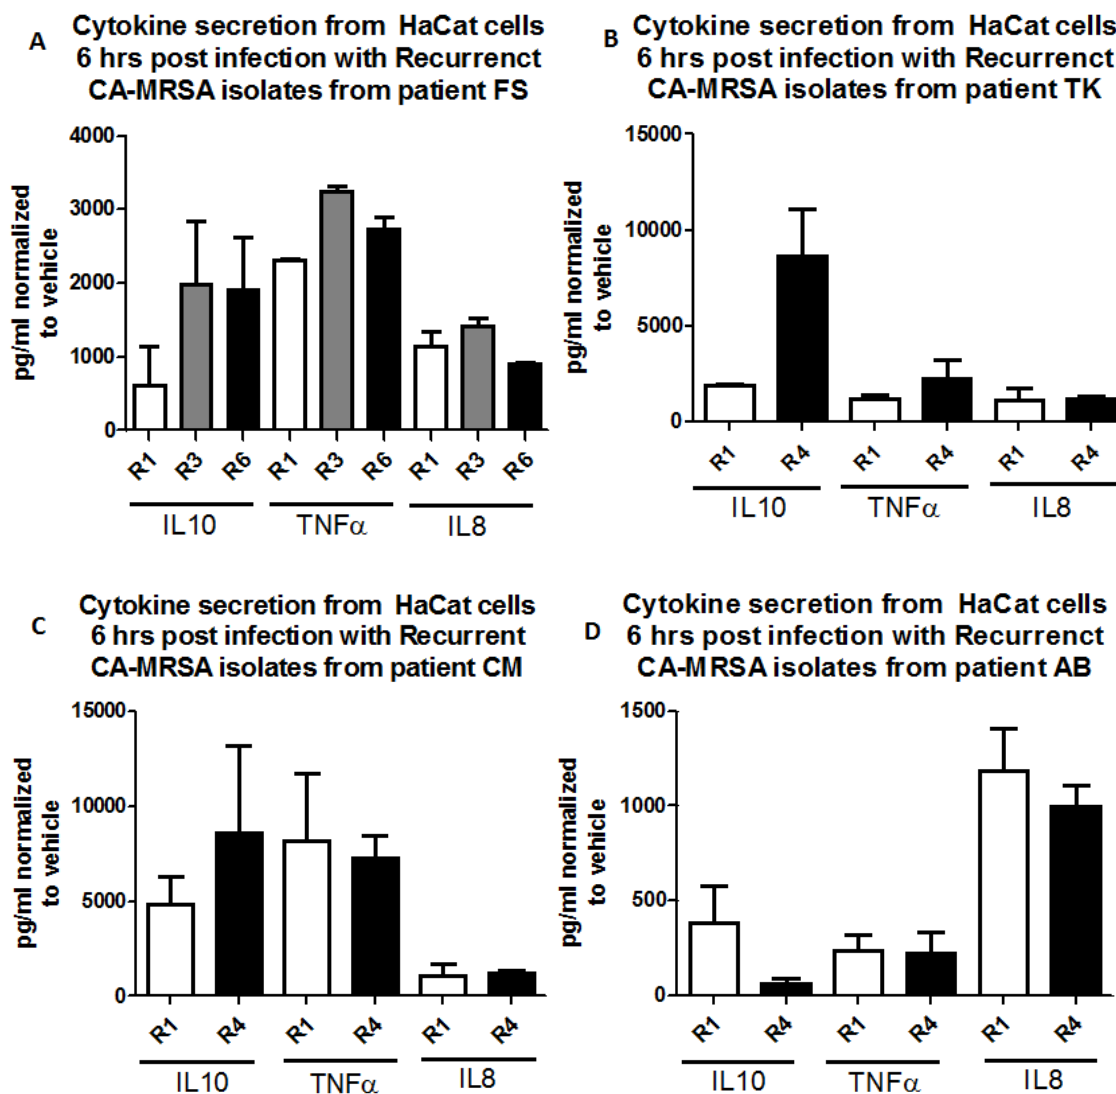 A
Cytokine secretion from HaCat cells
6 hrs post infection with Recurrenct
CA-MRSA isolates from patient FS
pg/ml normalized
to vehicle
4000
3000
2000
1000
0
R1 R3 R6 R1 R3 R6 R1 R3 R6
IL10 TNFα IL8
B
Cytokine secretion from HaCat cells
6 hrs post infection with Recurrenct
CA-MRSA isolates from patient TK
pg/ml normalized
to vehicle
15000
10000
5000
0
R1 R4 R1 R4 R1 R4
IL10 TNFα IL8
C
Cytokine secretion from HaCat cells
6 hrs post infection with Recurrent
CA-MRSA isolates from patient CM
pg/ml normalized
to vehicle
15000
10000
5000
0
R1 R4 R1 R4 R1 R4
IL10 TNFα IL8
D
Cytokine secretion from HaCat cells
6 hrs post infection with Recurrenct
CA-MRSA isolates from patient AB
pg/ml normalized
to vehicle
1500
1000
500
0
R1 R4 R1 R4 R1 R4
IL10 TNFα IL8